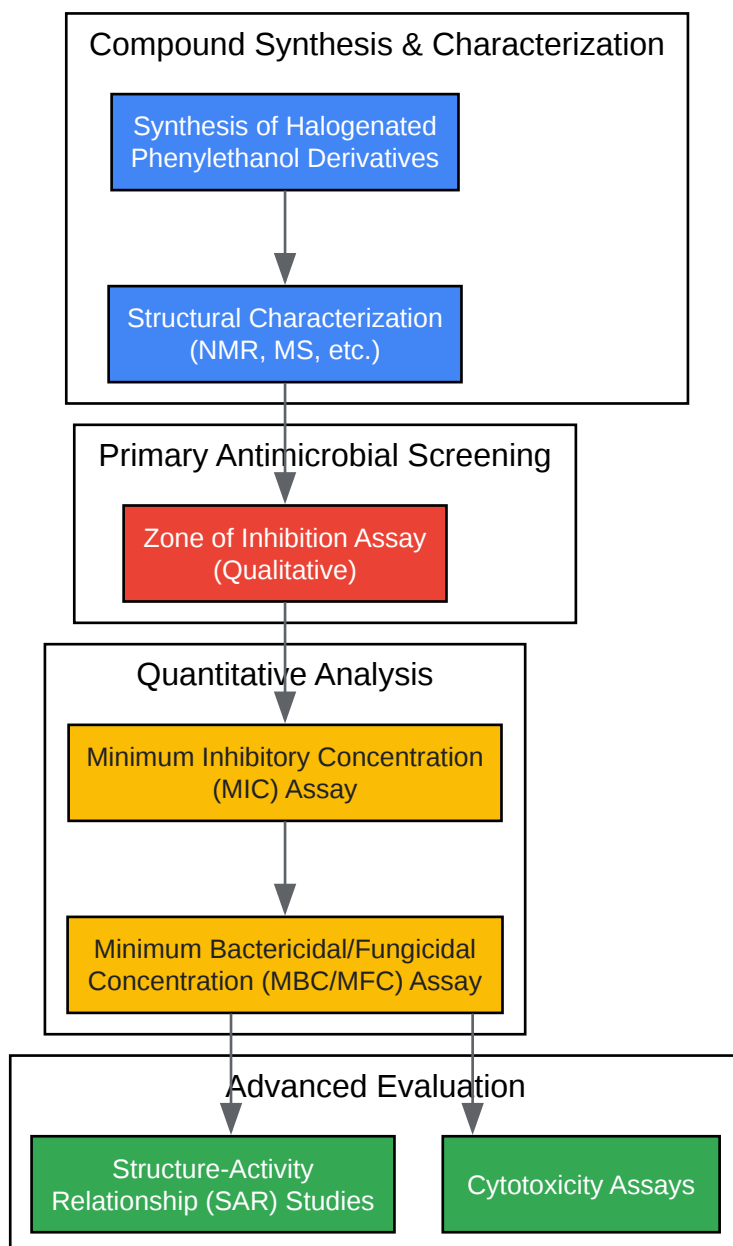 Compound Synthesis & Characterization
Synthesis of Halogenated
Phenylethanol Derivatives
Structural Characterization
(NMR, MS, etc.)
Primary Antimicrobial Screening
Zone of Inhibition Assay
(Qualitative)
Quantitative Analysis
Minimum Inhibitory Concentration
(MIC) Assay
Minimum Bactericidal/Fungicidal
Concentration (MBC/MFC) Assay
Advanced Evaluation
Structure-Activity
Relationship (SAR) Studies
Cytotoxicity Assays